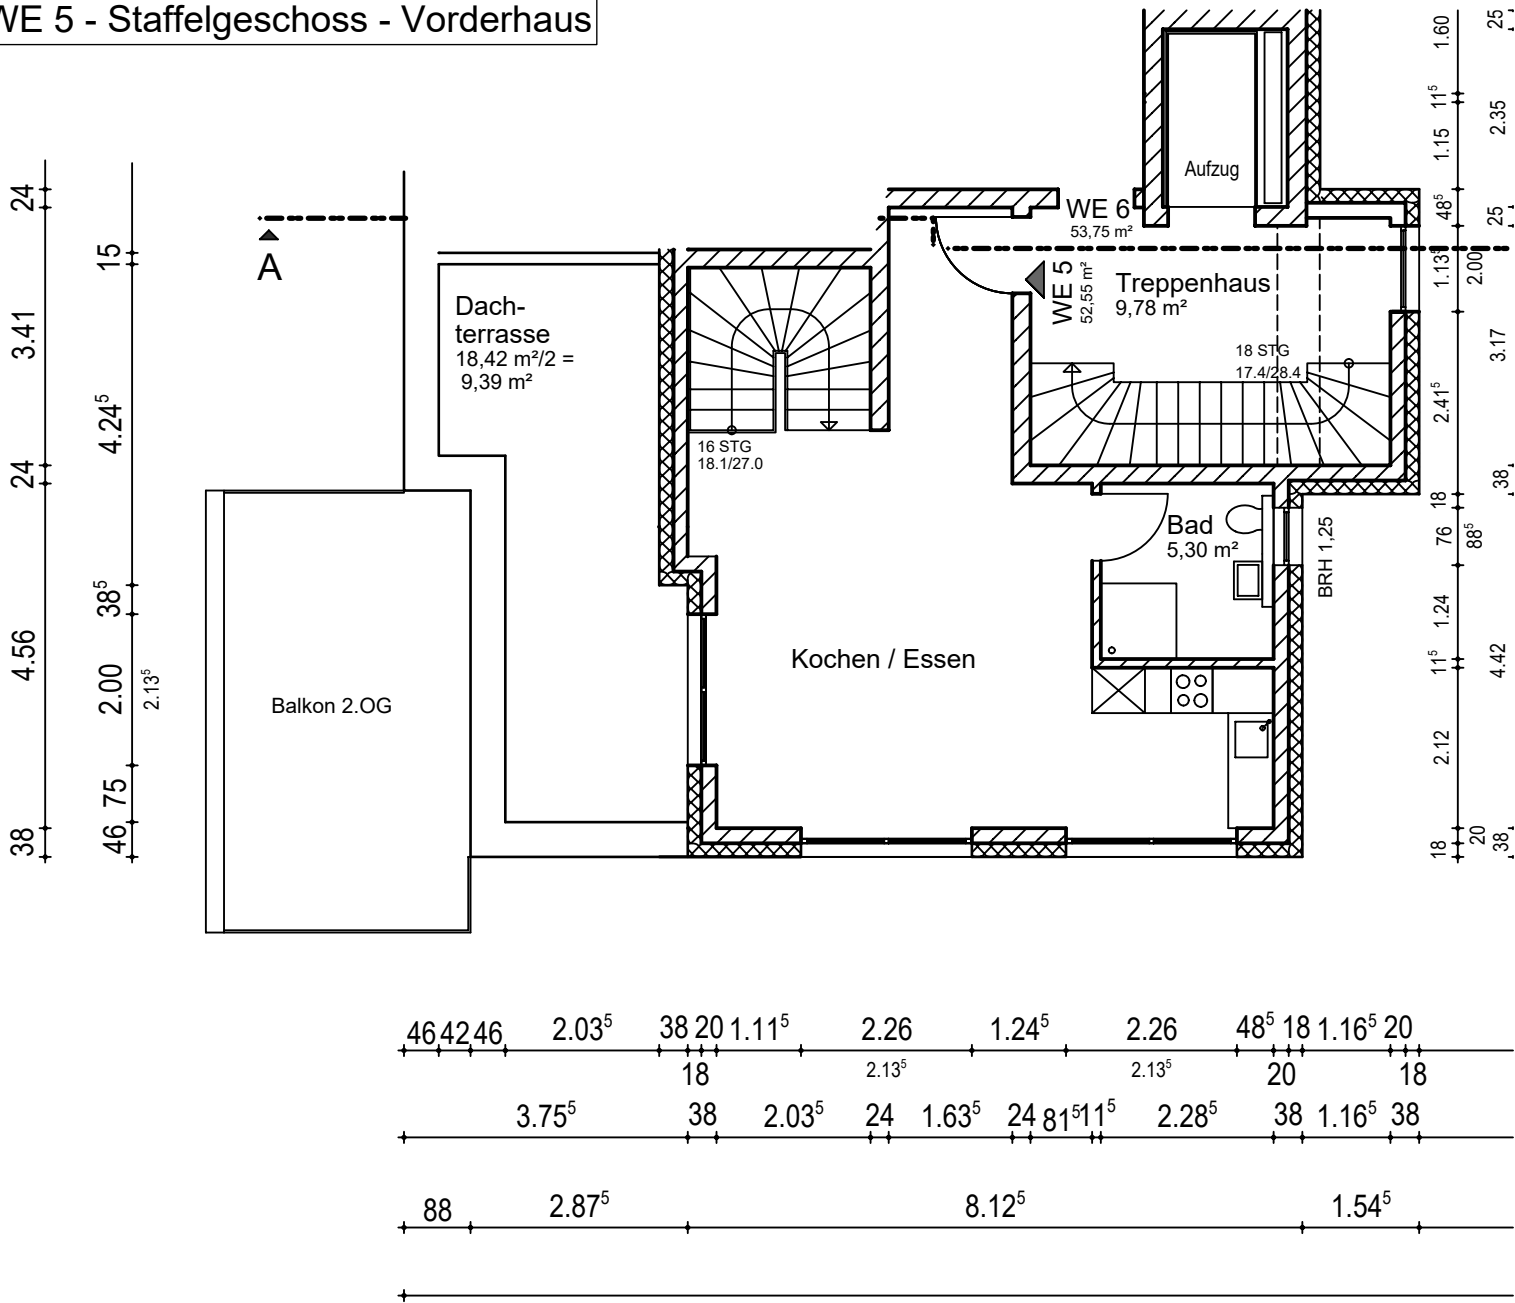 WE 5 - Staffelgeschoss - Vorderhaus
Aufzug
WE 6
53,75 m²
WE 5
52,55 m²
Treppenhaus
9,78 m²
18 STG
17.4/28.4
A
Dach-
terrasse
18,42 m²/2 =
9,39 m²
16 STG
18.1/27.0
Bad
5,30 m²
BRH 1,25
Kochen / Essen
Balkon 2.OG
24
3.41
24
4.56
38
15
4.24⁵
38⁵
2.00
2.13⁵
75
46
1.60
11⁵
1.15
48⁵
1.13⁵
2.41⁵
18
76
1.24
11⁵
2.12
18
25
2.35
25
2.00
3.17
38
88⁵
4.42
20
38
46 42 46 2.03⁵ 38 20 1.11⁵ 2.26 1.24⁵ 2.26 48⁵ 18 1.16⁵ 20
18 2.13⁵ 2.13⁵ 20 18
3.75⁵ 38 2.03⁵ 24 1.63⁵ 24 81⁵ 11⁵ 2.28⁵ 38 1.16⁵ 38
88 2.87⁵ 8.12⁵ 1.54⁵